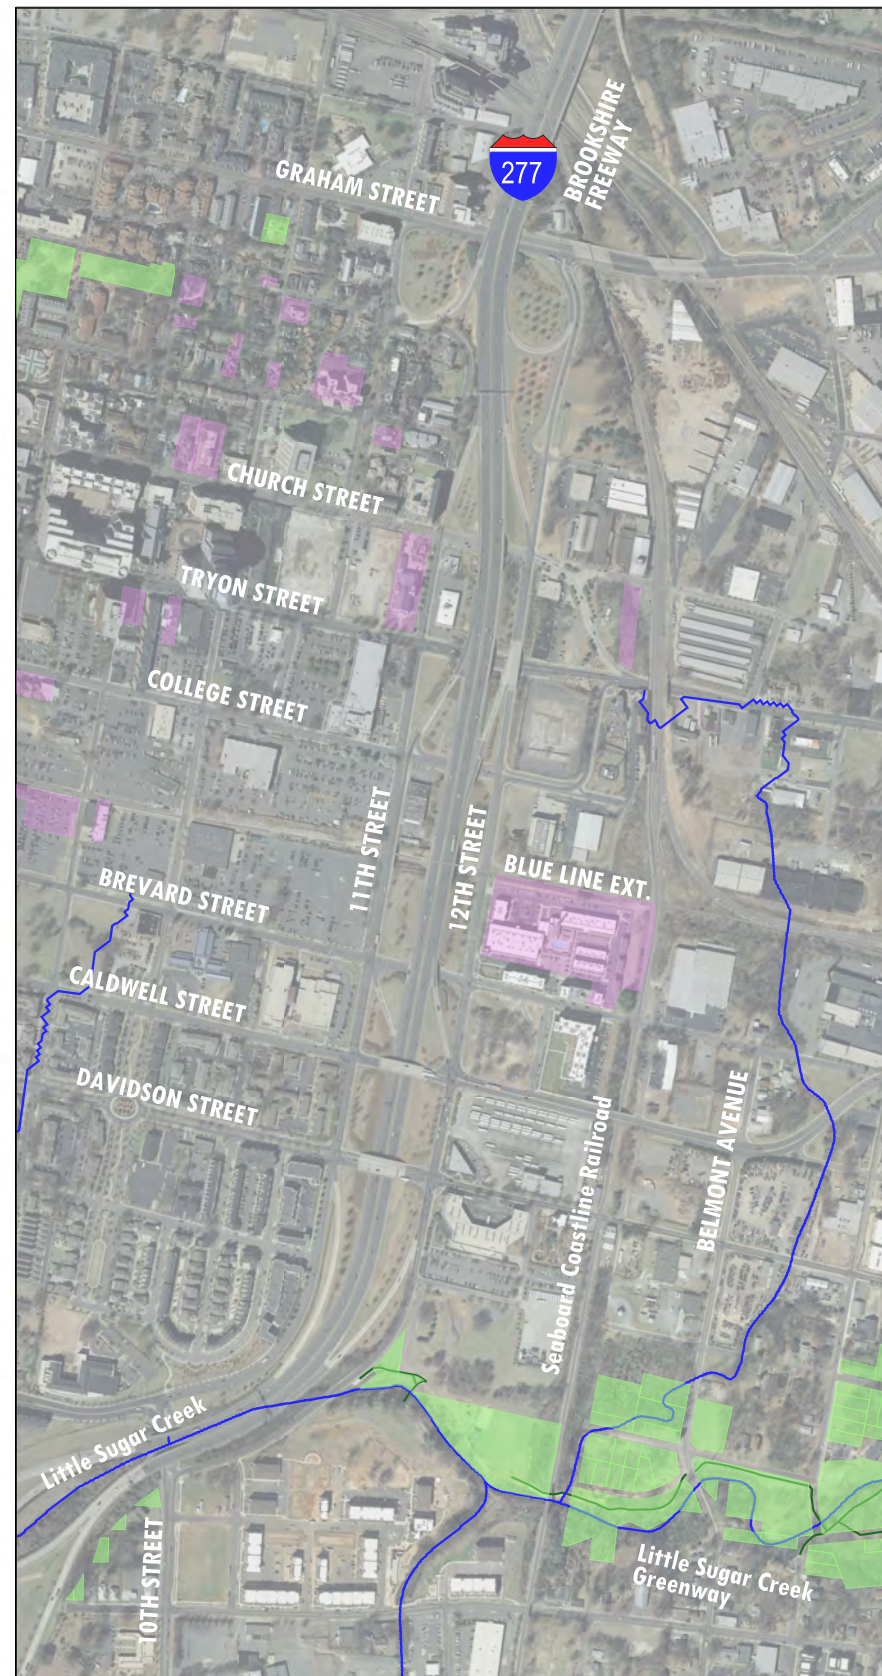 GRAHAM STREET
277
BROOKSHIRE
FREEWAY
CHURCH STREET
TRYON STREET
COLLEGE STREET
11TH STREET
12TH STREET
BLUE LINE EXT.
BREVARD STREET
CALDWELL STREET
DAVIDSON STREET
BELMONT AVENUE
Seaboard Coastline Railroad
Little Sugar Creek
10TH STREET
Little Sugar Creek
Greenway